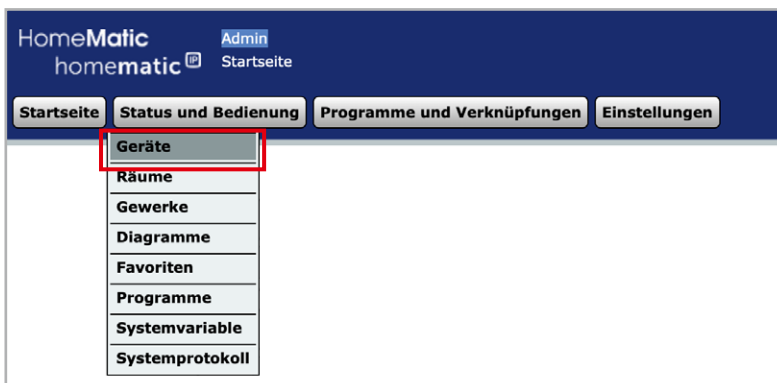 HomeMatic
Admin
homematic IP
Startseite
Startseite
Status und Bedienung
Programme und Verknüpfungen
Einstellungen
Geräte
Räume
Gewerke
Diagramme
Favoriten
Programme
Systemvariable
Systemprotokoll